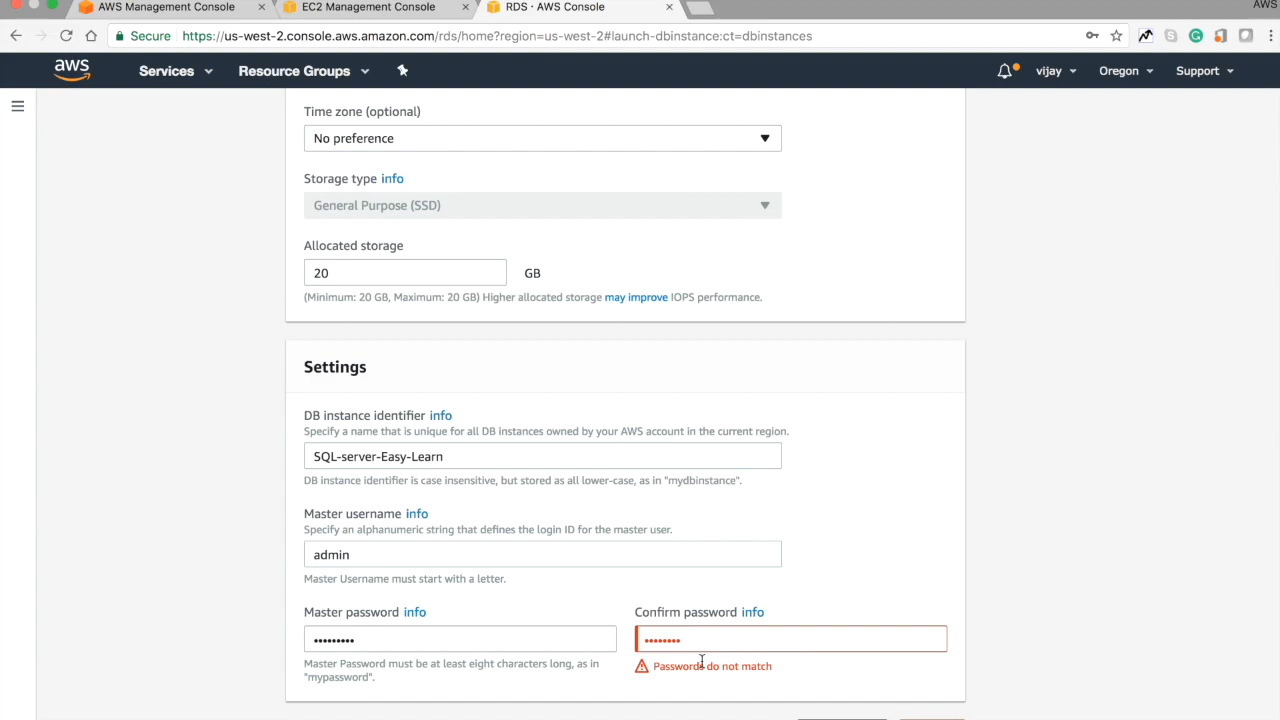 AWS Management Console
EC2 Management Console
RDS · AWS Console
AWS
Secure https://us-west-2.console.aws.amazon.com/rds/home?region=us-west-2#launch-dbinstance:ct=dbinstances
aws Services Resource Groups vijay Oregon Support
Time zone (optional)
No preference
Storage type info
General Purpose (SSD)
Allocated storage
20 GB
(Minimum: 20 GB, Maximum: 20 GB) Higher allocated storage may improve IOPS performance.
Settings
DB instance identifier info
Specify a name that is unique for all DB instances owned by your AWS account in the current region.
SQL-server-Easy-Learn
DB instance identifier is case insensitive, but stored as all lower-case, as in "mydbinstance".
Master username info
Specify an alphanumeric string that defines the login ID for the master user.
admin
Master Username must start with a letter.
Master password info
•••••••••
Master Password must be at least eight characters long, as in
"mypassword".
Confirm password info
••••••••
Passwords do not match